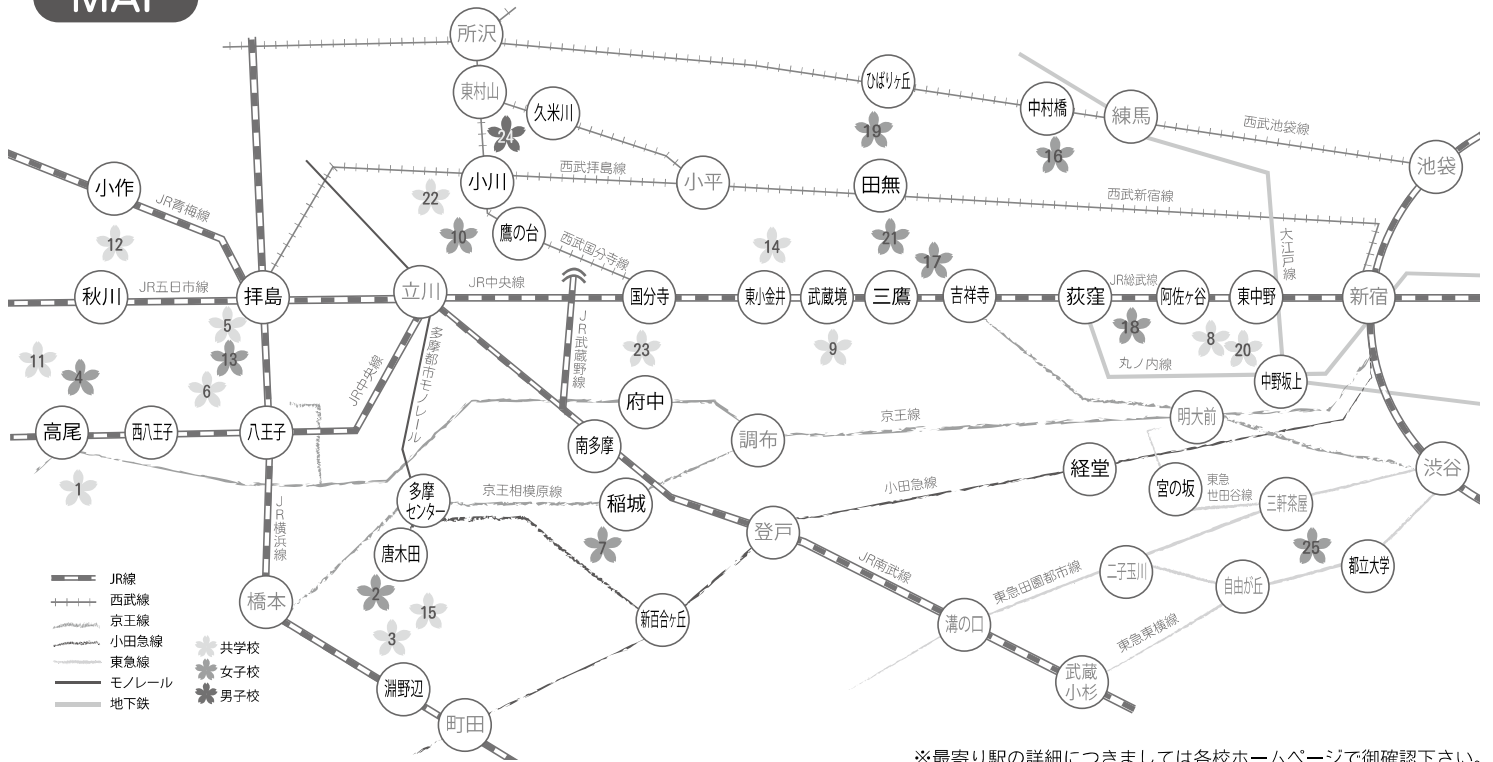 MAP
所沢
東村山
久米川
ひばりヶ丘
中村橋
練馬
西武池袋線
池袋
24
19
16
小作
JR青梅線
12
22
小川
西武拝島線
小平
田無
西武新宿線
10
鷹の台
西武国分寺線
14
21
17
大江戸線
秋川
JR五日市線
拝島
立川
JR中央線
国分寺
東小金井
武蔵境
三鷹
吉祥寺
荻窪
JR総武線
阿佐ヶ谷
東中野
新宿
5
13
6
11
4
JR中央線
多摩都市モノレール
JR武蔵野線
23
9
18
8
20
丸ノ内線
中野坂上
高尾
西八王子
八王子
府中
南多摩
調布
京王線
明大前
1
JR横浜線
多摩
センター
京王相模原線
稲城
小田急線
経堂
宮の坂
東急
世田谷線
三軒茶屋
渋谷
7
登戸
25
唐木田
2
15
3
橋本
新百合ヶ丘
JR南武線
東急田園都市線
二子玉川
自由が丘
都立大学
溝の口
東急東横線
武蔵
小杉
淵野辺
町田
JR線
西武線
京王線
小田急線
東急線
モノレール
地下鉄
共学校
女子校
男子校
※最寄り駅の詳細につきましては各校ホームページで御確認下さい。